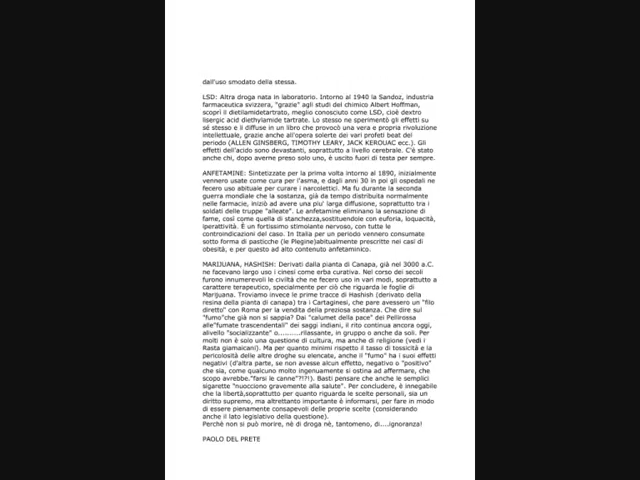 dall'uso smodato della stessa.
LSD: Altra droga nata in laboratorio. Intorno al 1940 la Sandoz, industria
farmaceutica svizzera, "grazie" agli studi del chimico Albert Hoffman,
scoprì il dietilamidetartrato, meglio conosciuto come LSD, cioè dextro
lisergic acid diethylamide tartrate. Lo stesso ne sperimentò gli effetti su
sé stesso e li diffuse in un libro che provocò una vera e propria rivoluzione
intellettuale, grazie anche all'opera solerte dei vari profeti beat del
periodo (ALLEN GINSBERG, TIMOTHY LEARY, JACK KEROUAC ecc.). Gli
effetti dell'acido sono devastanti, soprattutto a livello cerebrale. C'è stato
anche chi, dopo averne preso solo uno, è uscito fuori di testa per sempre.
ANFETAMINE: Sintetizzate per la prima volta intorno al 1890, inizialmente
vennero usate come cura per l'asma, e dagli anni 30 in poi gli ospedali ne
fecero uso abituale per curare i narcolettici. Ma fu durante la seconda
guerra mondiale che la sostanza, già da tempo distribuita normalmente
nelle farmacie, iniziò ad avere una piu' larga diffusione, soprattutto tra i
soldati delle truppe "alleate". Le anfetamine eliminano la sensazione di
fame, così come quella di stanchezza,sostituendole con euforia, loquacità,
iperattività. È un fortissimo stimolante nervoso, con tutte le
controindicazioni del caso. In Italia per un periodo vennero consumate
sotto forma di pasticche (le Plegine)abitualmente prescritte nei casi di
obesità, e per questo ad alto contenuto anfetaminico.
MARIJUANA, HASHISH: Derivati dalla pianta di Canapa, già nel 3000 a.C.
ne facevano largo uso i cinesi come erba curativa. Nel corso dei secoli
furono innumerevoli le civiltà che ne fecero uso in vari modi, soprattutto a
carattere terapeutico, specialmente per ciò che riguarda le foglie di
Marijuana. Troviamo invece le prime tracce di Hashish (derivato della
resina della pianta di canapa) tra i Cartaginesi, che pare avessero un "filo
diretto" con Roma per la vendita della preziosa sostanza. Che dire sul
"fumo"che già non si sappia? Dai "calumet della pace" dei Pellirossa
alle"fumate trascendentali" dei saggi indiani, il rito continua ancora oggi,
alivello "socializzante" o..........rilassante, in gruppo o anche da soli. Per
molti non è solo una questione di cultura, ma anche di religione (vedi i
Rasta giamaicani). Ma per quanto minimi rispetto il tasso di tossicità e la
pericolosità delle altre droghe su elencate, anche il "fumo" ha i suoi effetti
negativi (d'altra parte, se non avesse alcun effetto, negativo o "positivo"
che sia, come qualcuno molto ingenuamente si ostina ad affermare, che
scopo avrebbe."farsi le canne"?!?!). Basti pensare che anche le semplici
sigarette "nuocciono gravemente alla salute". Per concludere, è innegabile
che la libertà,soprattutto per quanto riguarda le scelte personali, sia un
diritto supremo, ma altrettanto importante è informarsi, per fare in modo
di essere pienamente consapevoli delle proprie scelte (considerando
anche il lato legislativo della questione).
Perchè non si può morire, nè di droga nè, tantomeno, di....ignoranza!
PAOLO DEL PRETE